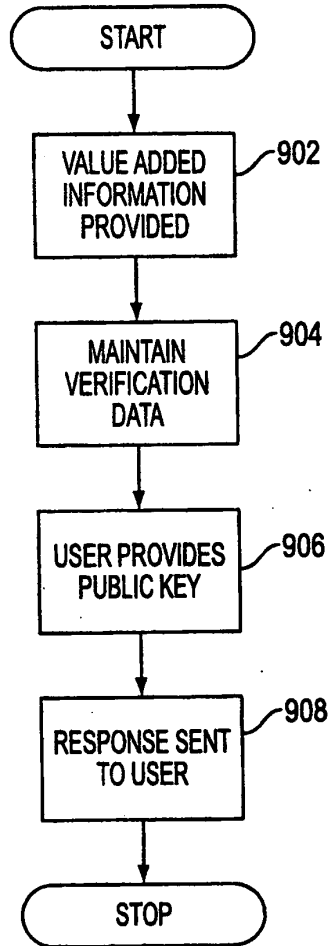 START
VALUE ADDED
INFORMATION
PROVIDED
902
MAINTAIN
VERIFICATION
DATA
904
USER PROVIDES
PUBLIC KEY
906
RESPONSE SENT
TO USER
908
STOP